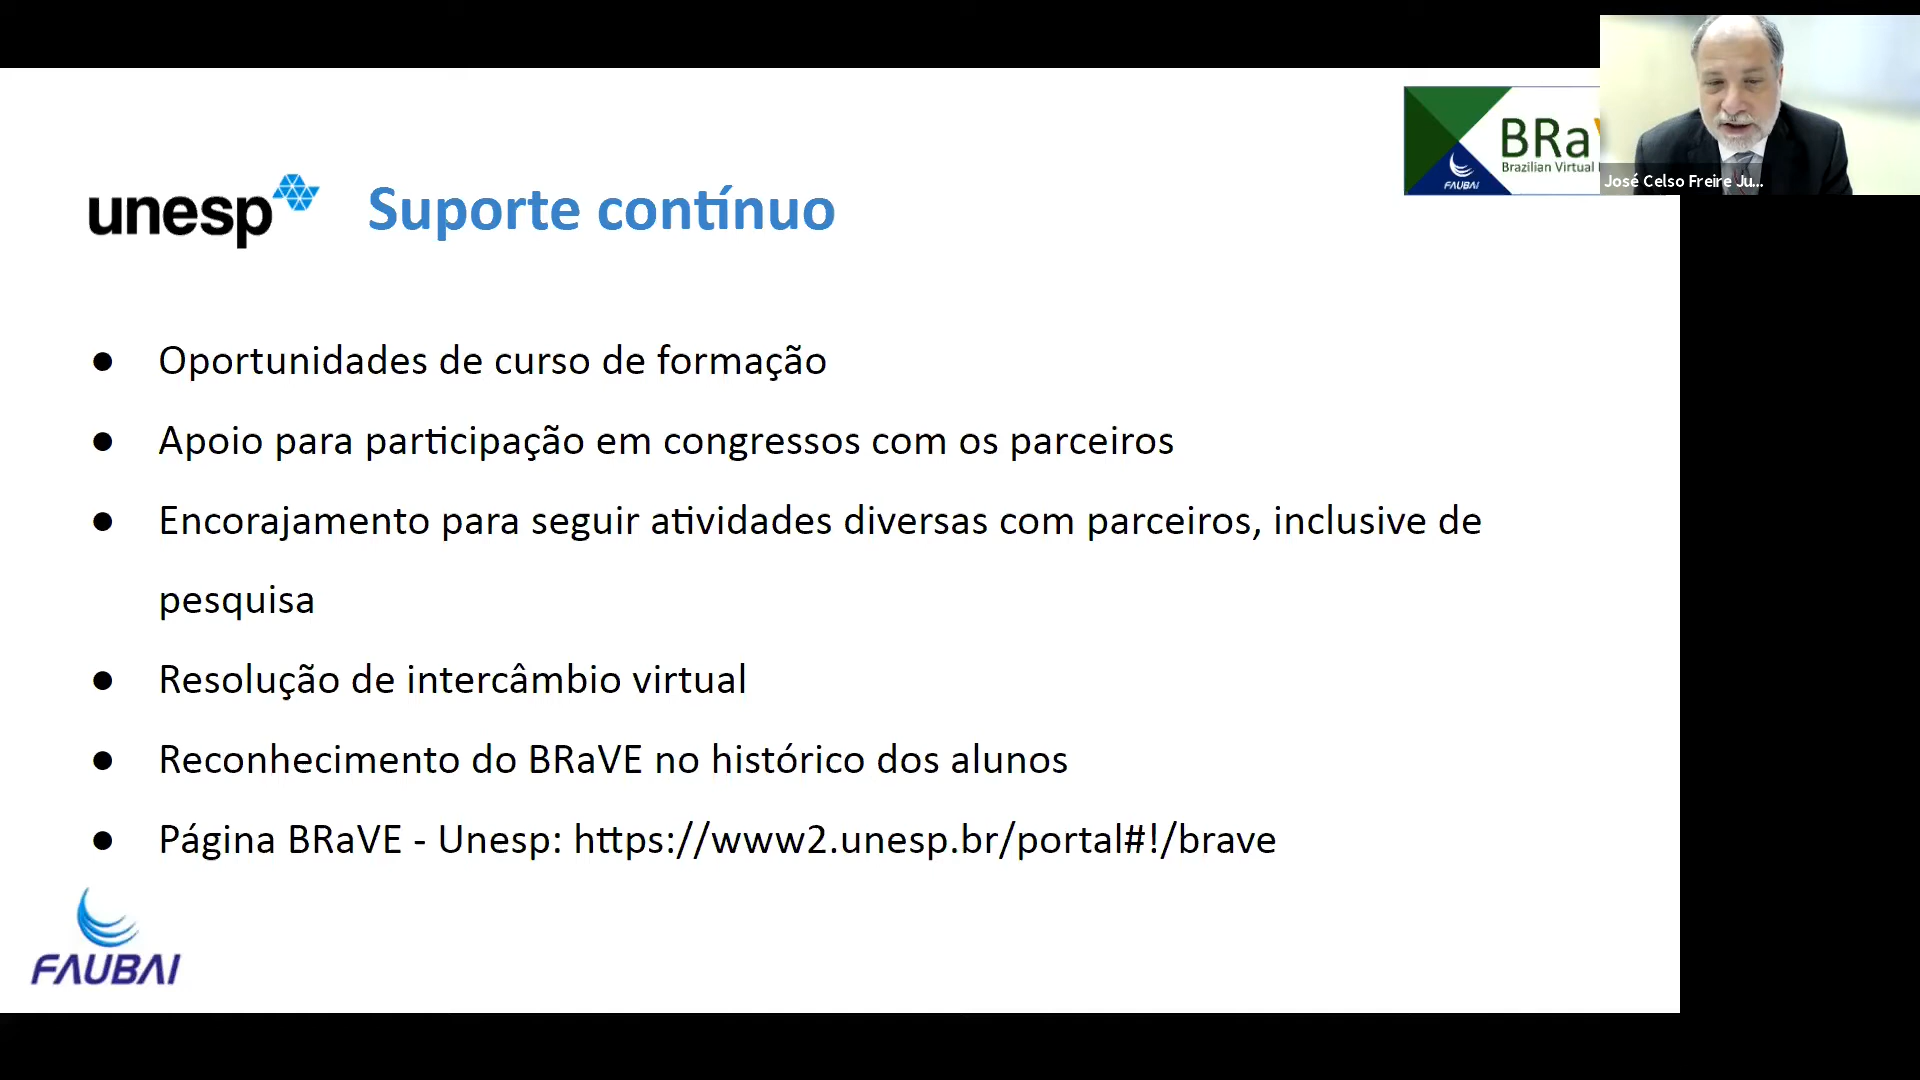 BRa
Brazilian Virtual
FAUBAI
José Celso Freire Ju...
unesp
Suporte contínuo
● Oportunidades de curso de formação
● Apoio para participação em congressos com os parceiros
● Encorajamento para seguir atividades diversas com parceiros, inclusive de
pesquisa
● Resolução de intercâmbio virtual
● Reconhecimento do BRaVE no histórico dos alunos
● Página BRaVE - Unesp: https://www2.unesp.br/portal#!/brave
FAUBAI